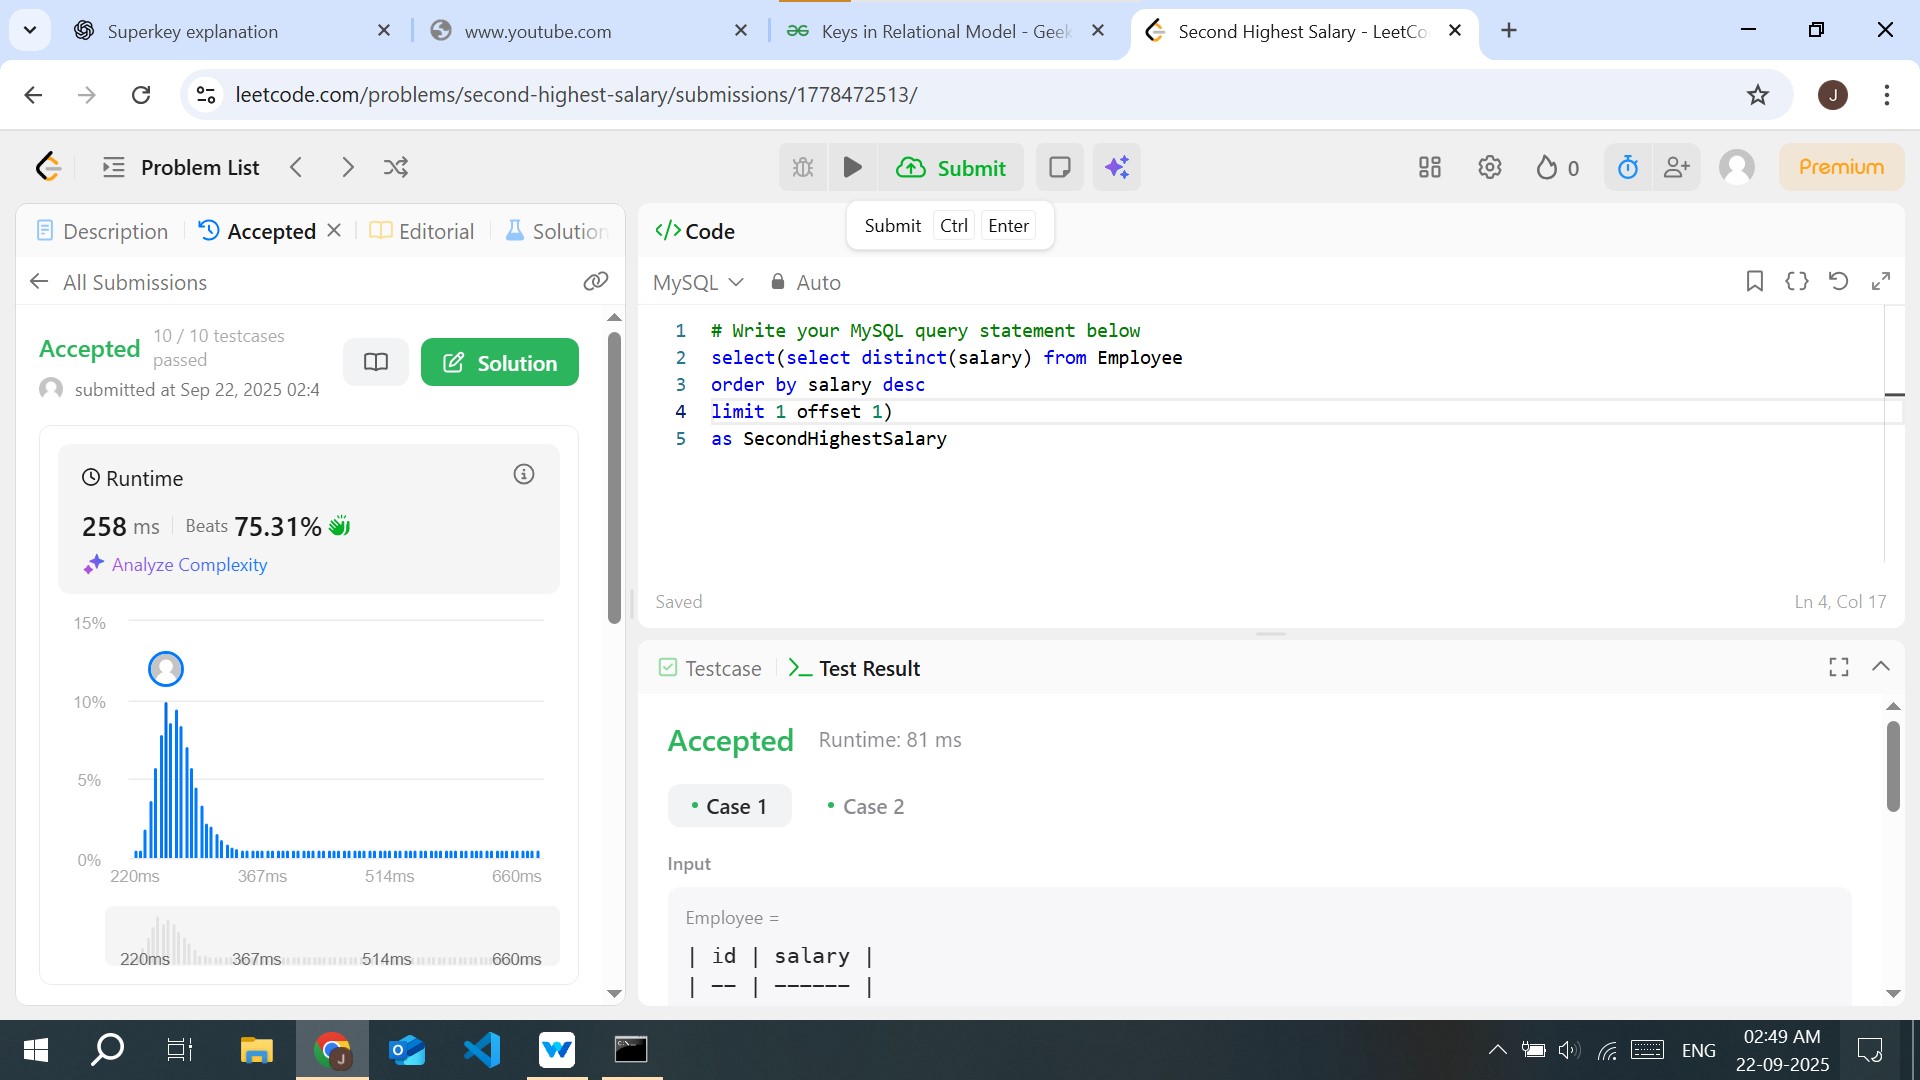 Superkey explanation
www.youtube.com
Keys in Relational Model - Geek
Second Highest Salary - LeetCo
leetcode.com/problems/second-highest-salary/submissions/1778472513/
J
Problem List
Submit
0
Premium
Description
Accepted
Editorial
Solution
</> Code
Submit Ctrl Enter
All Submissions
MySQL
Auto
Accepted
10 / 10 testcases
passed
submitted at Sep 22, 2025 02:4
Solution
1 # Write your MySQL query statement below
2 select(select distinct(salary) from Employee
3 order by salary desc
4 limit 1 offset 1)
5 as SecondHighestSalary
Runtime
258 ms
Beats 75.31%
Analyze Complexity
Saved
Ln 4, Col 17
15%
10%
5%
0%
220ms 367ms 514ms 660ms
220ms 367ms 514ms 660ms
Testcase
Test Result
Accepted Runtime: 81 ms
Case 1
Case 2
Input
Employee =
| id | salary |
| -- | ------ |
J
ENG
02:49 AM
22-09-2025